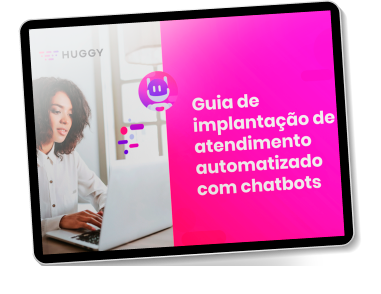 HUGGY
Guia de
implantação de
atendimento
automatizado
com chatbots